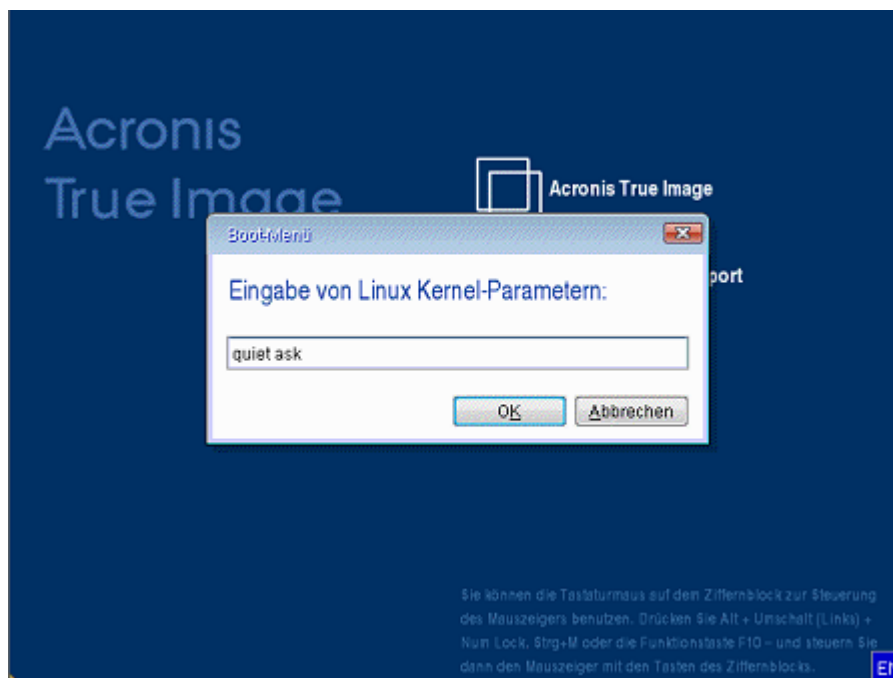 Acronis
True Image
Acronis True Image
port
Boot-Menü
Eingabe von Linux Kernel-Parametern:
quiet ask
OK
Abbrechen
Sie können die Tastaturmaus auf dem Ziffernblock zur Steuerung
des Mauszeigers benutzen. Drücken Sie Alt + Umschalt (Links) +
Num Lock, Strg+M oder die Funktionstaste F10 – und steuern Sie
dann den Mauszeiger mit den Tasten des Ziffernblocks.
EN